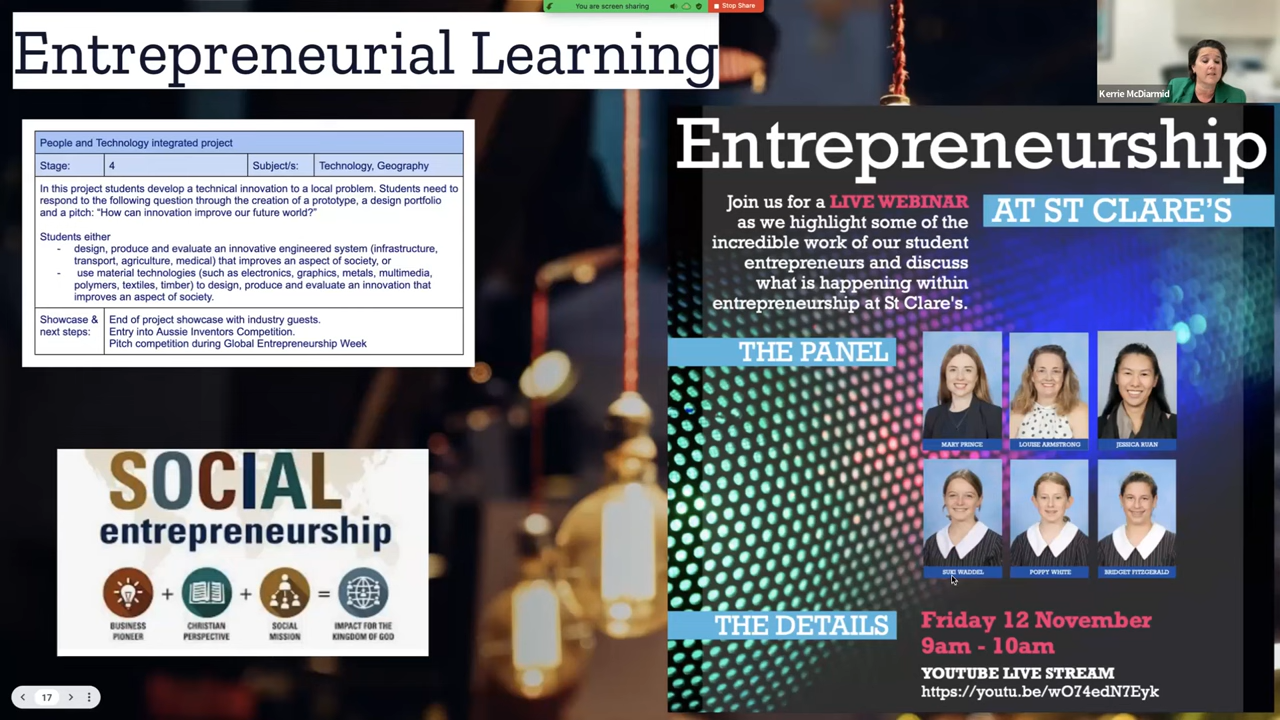 You are screen sharing
Stop Share
Entrepreneurial Learning
Kerrie McDiarmid
People and Technology integrated project
Stage: 4 Subject/s: Technology, Geography
In this project students develop a technical innovation to a local problem. Students need to
respond to the following question through the creation of a prototype, a design portfolio
and a pitch: “How can innovation improve our future world?”
Students either
- design, produce and evaluate an innovative engineered system (infrastructure,
transport, agriculture, medical) that improves an aspect of society, or
- use material technologies (such as electronics, graphics, metals, multimedia,
polymers, textiles, timber) to design, produce and evaluate an innovation that
improves an aspect of society.
Showcase & next steps:
End of project showcase with industry guests.
Entry into Aussie Inventors Competition.
Pitch competition during Global Entrepreneurship Week
SOCIAL
entrepreneurship
+ + =
BUSINESS PIONEER
CHRISTIAN PERSPECTIVE
SOCIAL MISSION
IMPACT FOR THE KINGDOM OF GOD
17
Entrepreneurship
AT ST CLARE'S
Join us for a LIVE WEBINAR
as we highlight some of the
incredible work of our student
entrepreneurs and discuss
what is happening within
entrepreneurship at St Clare's.
THE PANEL
MARY PRINCE LOUISE ARMSTRONG JESSICA RUAN
SUKI WADDEL POPPY WHITE BRIDGET FITZGERALD
THE DETAILS
Friday 12 November
9am - 10am
YOUTUBE LIVE STREAM
https://youtu.be/wO74edN7Eyk